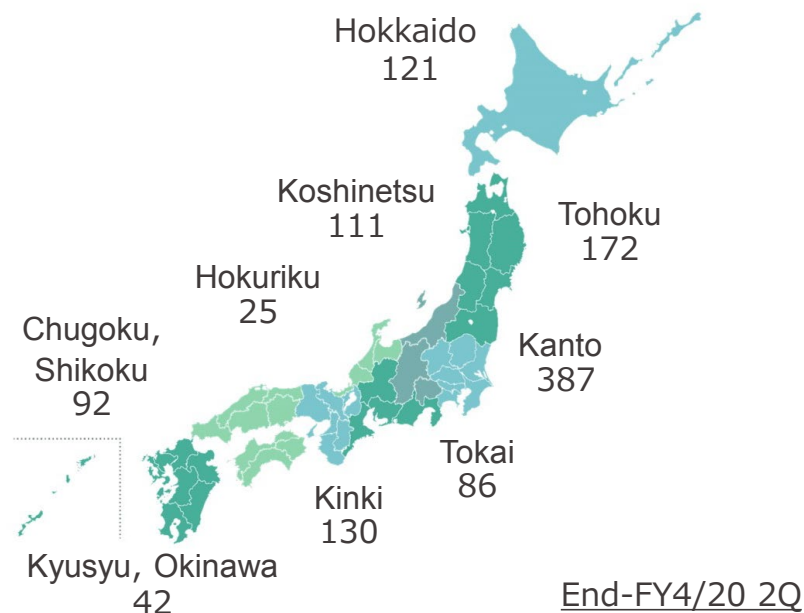 Hokkaido
121
Koshinetsu
111
Tohoku
172
Hokuriku
25
Chugoku,
Shikoku
92
Kanto
387
Tokai
86
Kinki
130
Kyusyu, Okinawa
42
End-FY4/20 2Q